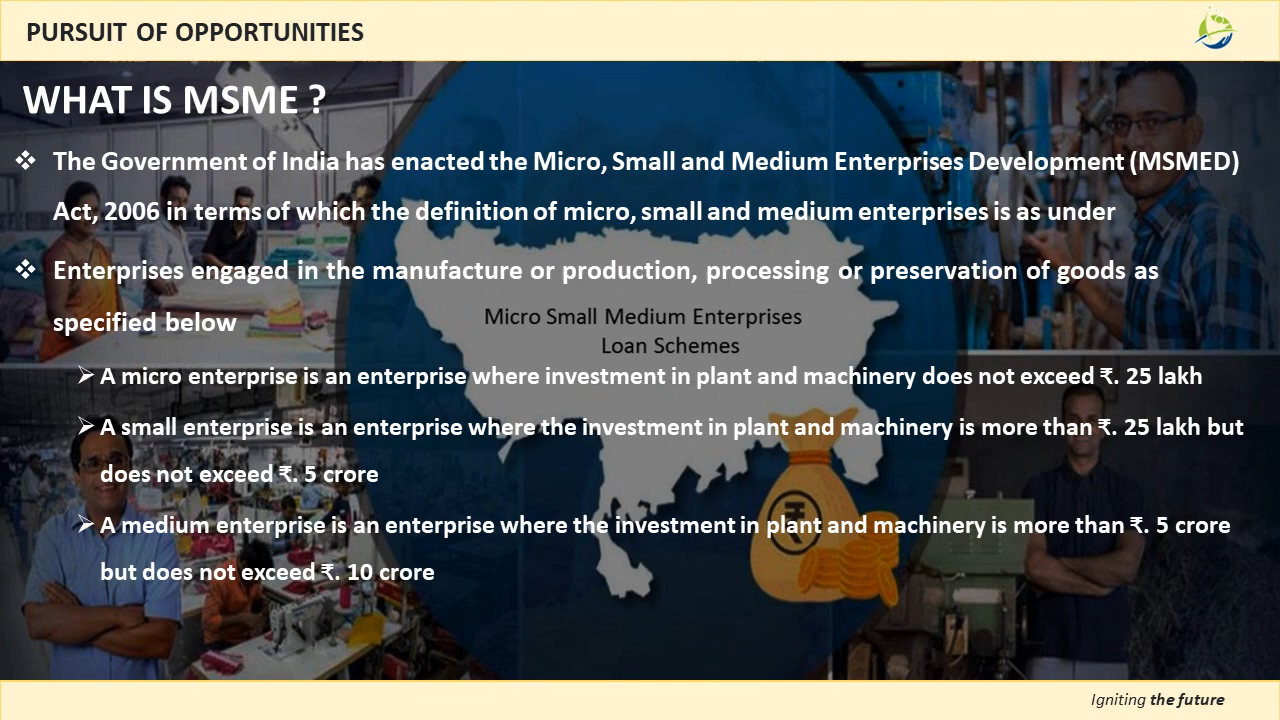 PURSUIT OF OPPORTUNITIES
WHAT IS MSME ?
❖ The Government of India has enacted the Micro, Small and Medium Enterprises Development (MSMED)
Act, 2006 in terms of which the definition of micro, small and medium enterprises is as under
❖ Enterprises engaged in the manufacture or production, processing or preservation of goods as
specified below
Micro Small Medium Enterprises
Loan Schemes
➢ A micro enterprise is an enterprise where investment in plant and machinery does not exceed ₹. 25 lakh
➢ A small enterprise is an enterprise where the investment in plant and machinery is more than ₹. 25 lakh but
does not exceed ₹. 5 crore
➢ A medium enterprise is an enterprise where the investment in plant and machinery is more than ₹. 5 crore
but does not exceed ₹. 10 crore
₹
Igniting the future